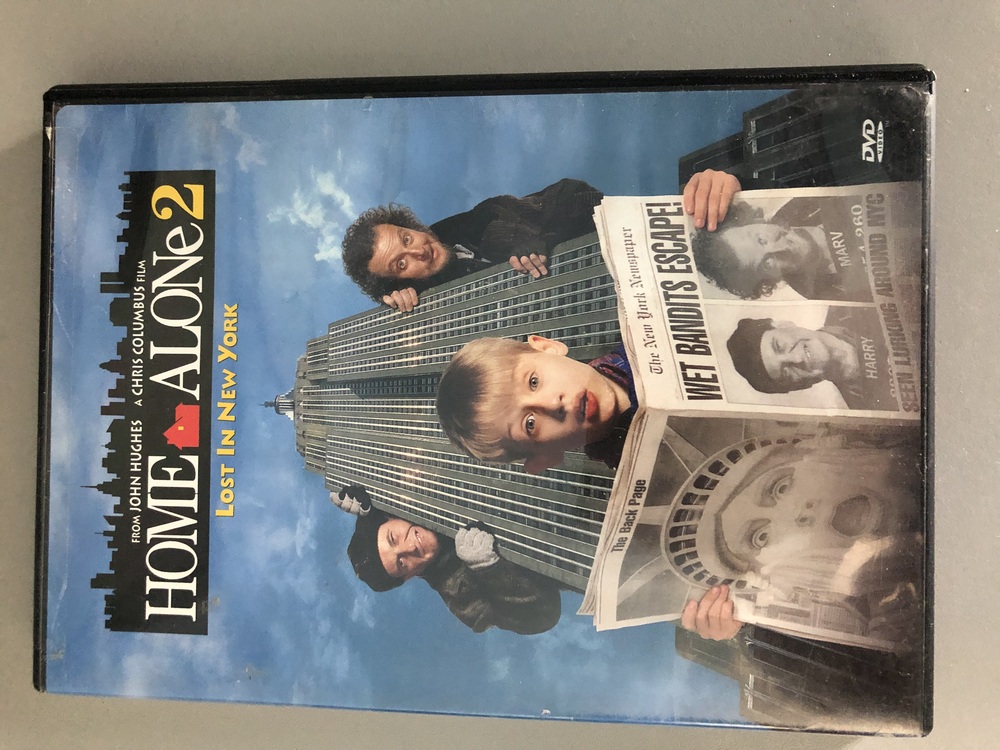 FROM JOHN HUGHES A CHRIS COLUMBUS FILM
HOME ALONe 2
LOST IN NEW YORK
The Back Page
The New York Newspaper
WET BANDITS ESCAPE!
HARRY
MARV
SEEN LURKING AROUND NYC
DVD
VIDEO